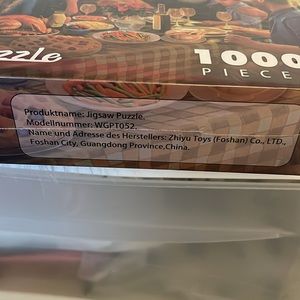 1000
PIECE
Produktname: Jigsaw Puzzle.
Modellnummer: WGPT052.
Name und Adresse des Herstellers: Zhiyu Toys (Foshan) Co., LTD.,
Foshan City, Guangdong Province,China.